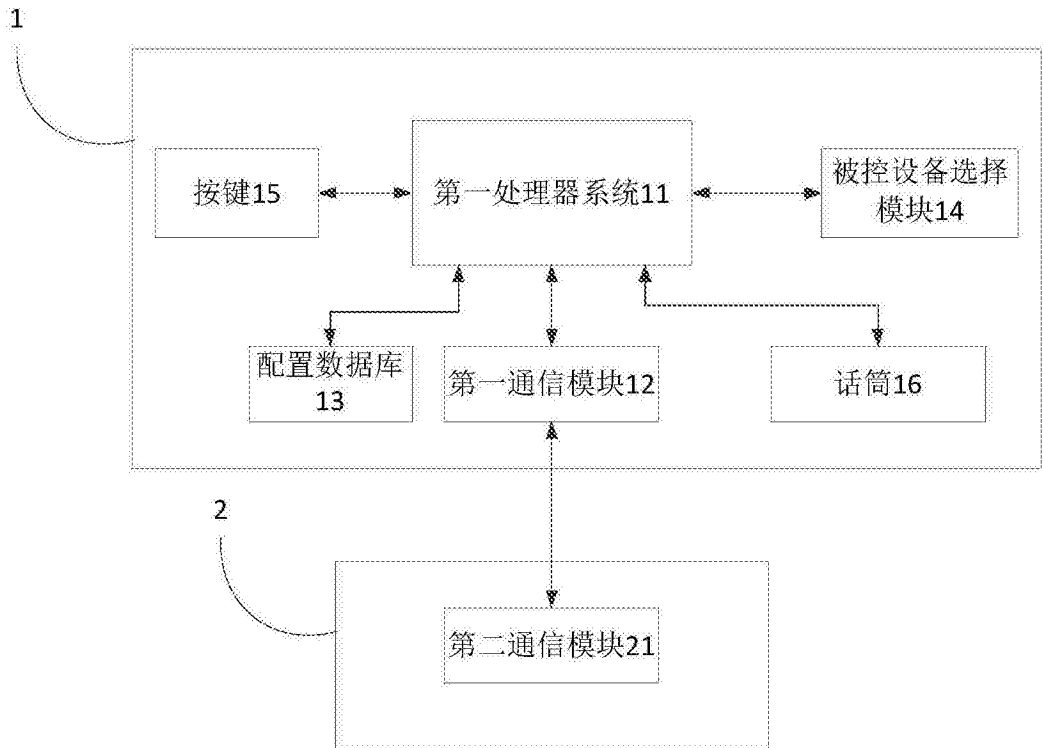 1
按键15
第一处理器系统11
被控设备选择
模块14
配置数据库
13
第一通信模块12
话筒16
2
第二通信模块21